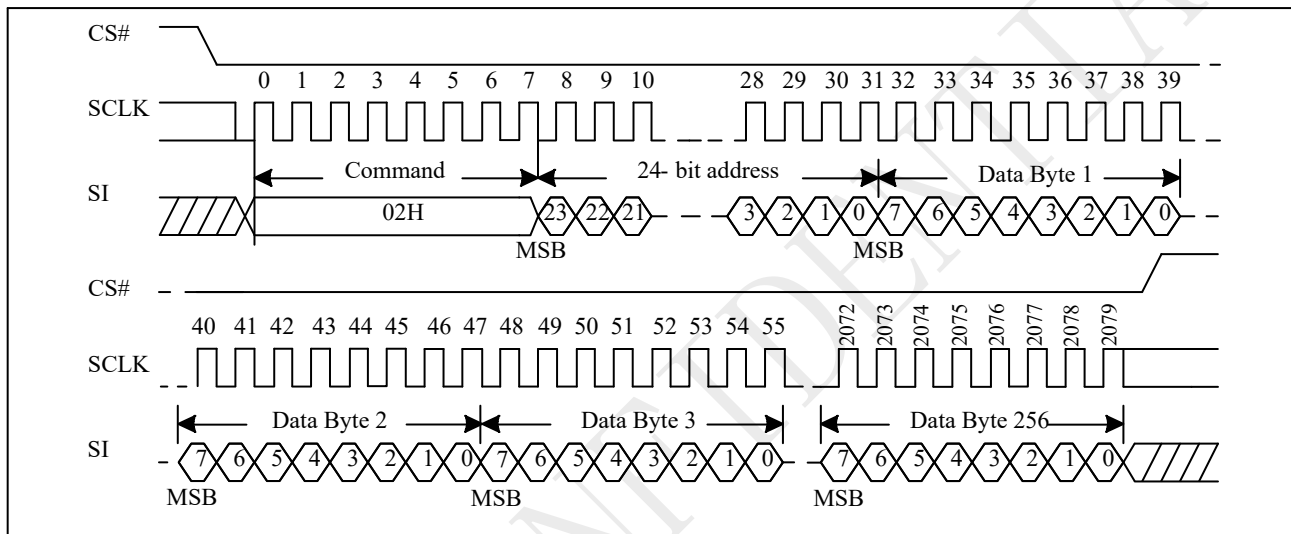 CS#
0 1 2 3 4 5 6 7 8 9 10 28 29 30 31 32 33 34 35 36 37 38 39
SCLK
Command 24- bit address Data Byte 1
SI
02H 23 22 21 3 2 1 0 7 6 5 4 3 2 1 0
MSB MSB
CS#
40 41 42 43 44 45 46 47 48 49 50 51 52 53 54 55 2072 2073 2074 2075 2076 2077 2078 2079
SCLK
Data Byte 2 Data Byte 3 Data Byte 256
SI
7 6 5 4 3 2 1 0 7 6 5 4 3 2 1 0 7 6 5 4 3 2 1 0
MSB MSB MSB